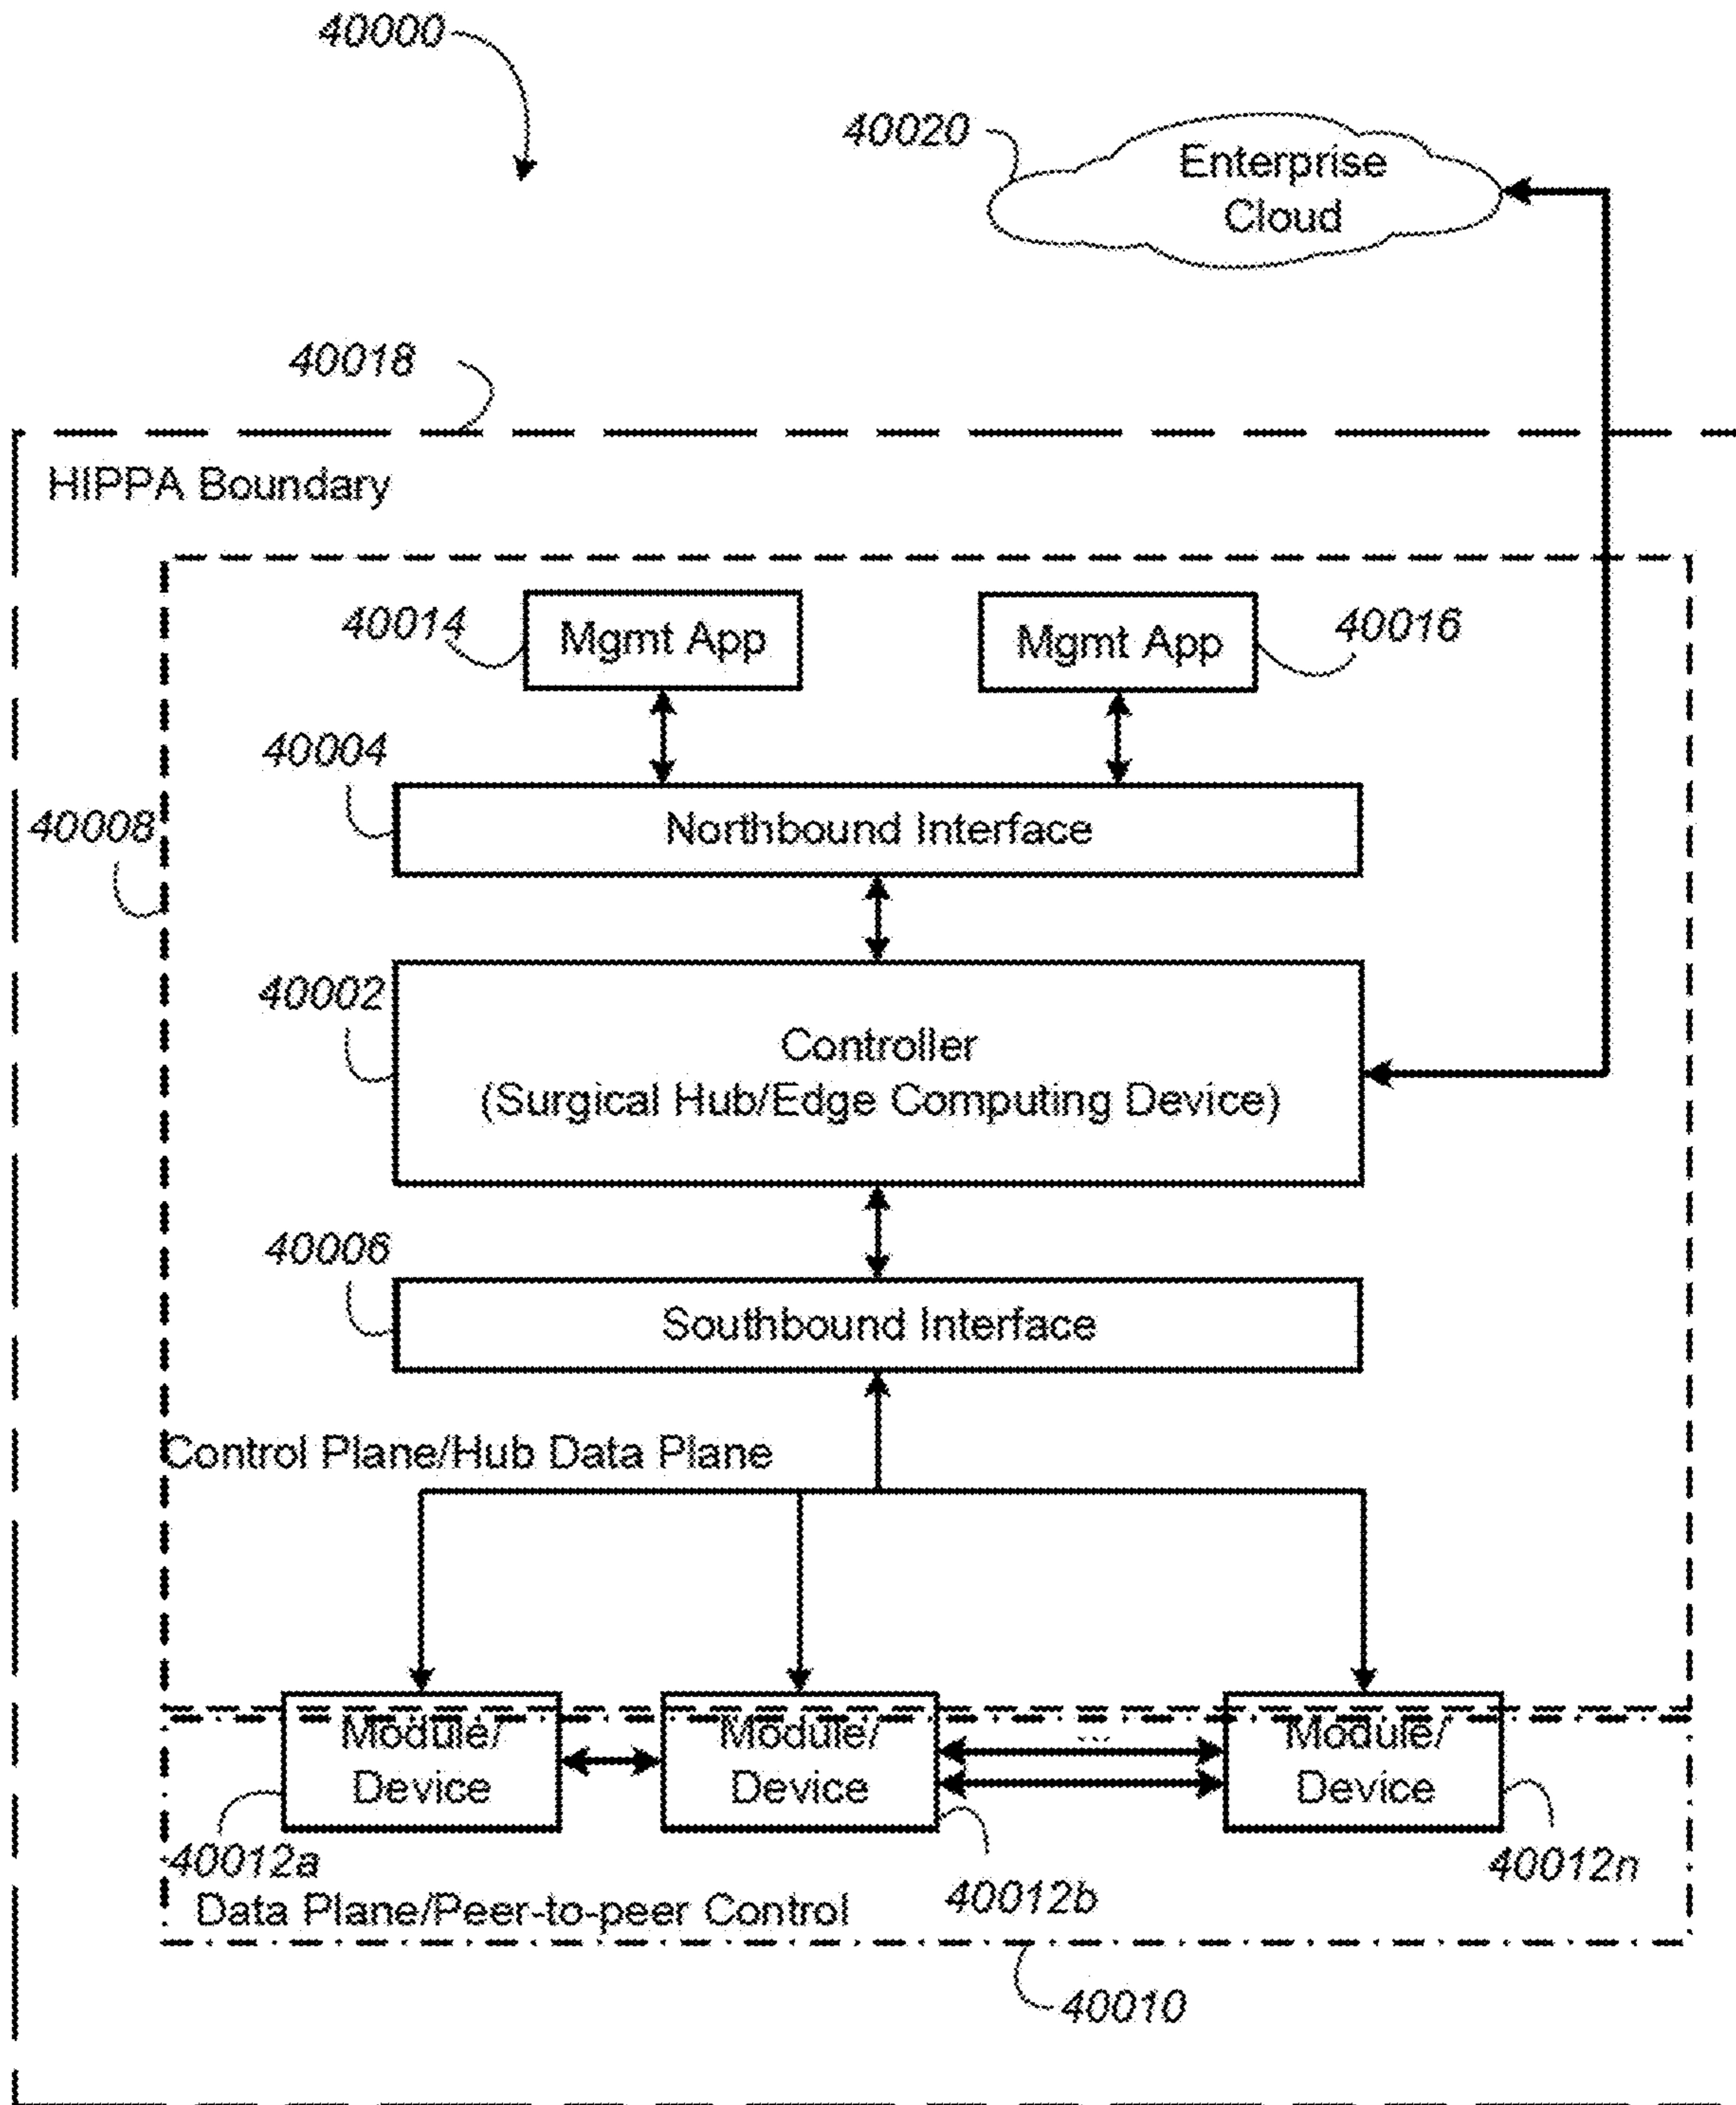 40000
40020
Enterprise
Cloud
40018
HIPPA Boundary
40014
Mgmt App
Mgmt App
40016
40004
Northbound Interface
40008
40002
Controller
(Surgical Hub/Edge Computing Device)
40006
Southbound Interface
Control Plane/Hub Data Plane
Module/
Device
Module/
Device
...
Module/
Device
40012a
40012b
40012n
Data Plane/Peer-to-peer Control
40010